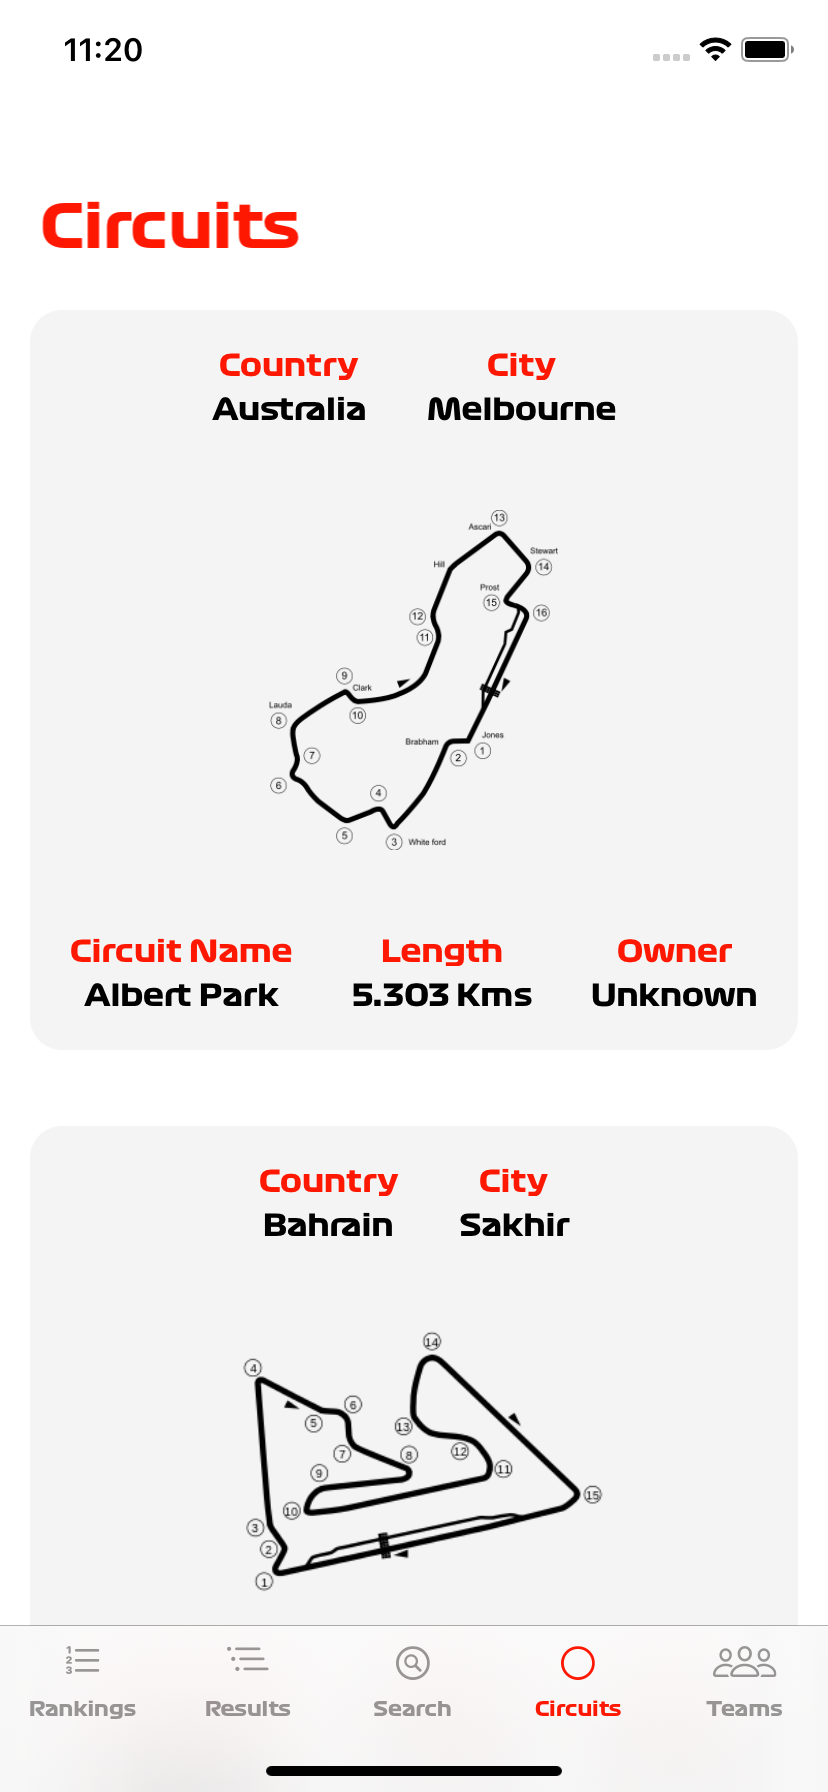 11:20
Circuits
Country City
Australia Melbourne
13
Ascari
Stewart
Hill 14
Prost
15 16
12
11
9
Clark
Lauda
8 10
Jones
Brabham 1
7 2
6
4
5
3 White ford
Circuit Name Length Owner
Albert Park 5.303 Kms Unknown
Country City
Bahrain Sakhir
14
4
6
5 13
7 8 12
9 11
10 15
3
2
1
1
2
3
Rankings Results Search Circuits Teams